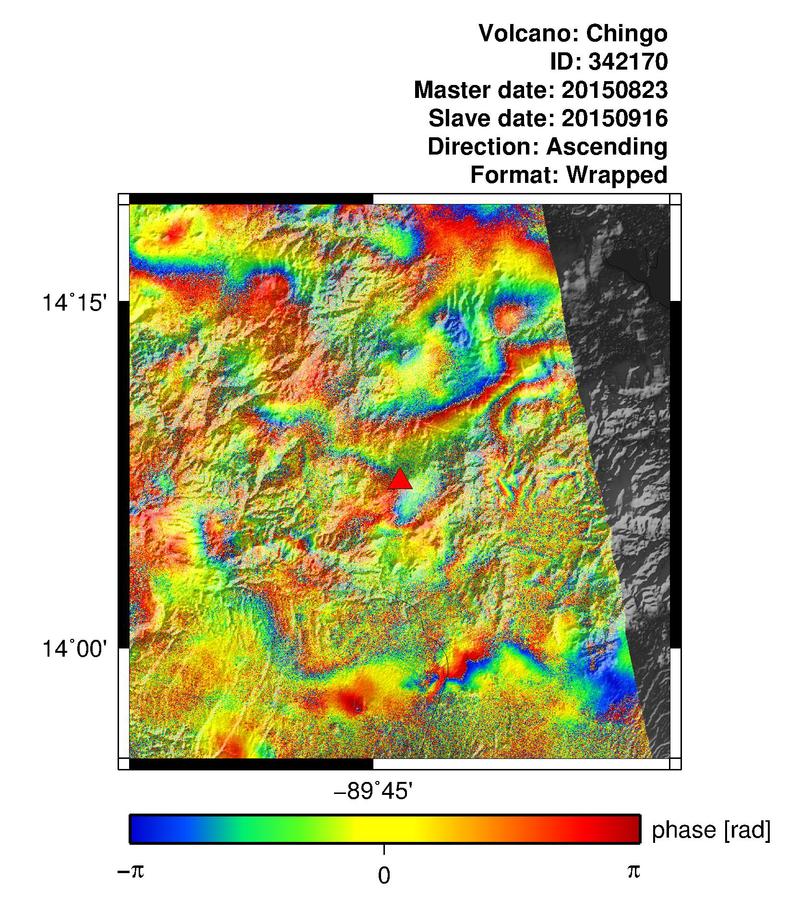 Volcano: Chingo
ID: 342170
Master date: 20150823
Slave date: 20150916
Direction: Ascending
Format: Wrapped
14˚15'
14˚00'
−89˚45'
phase [rad]
−π
0
π